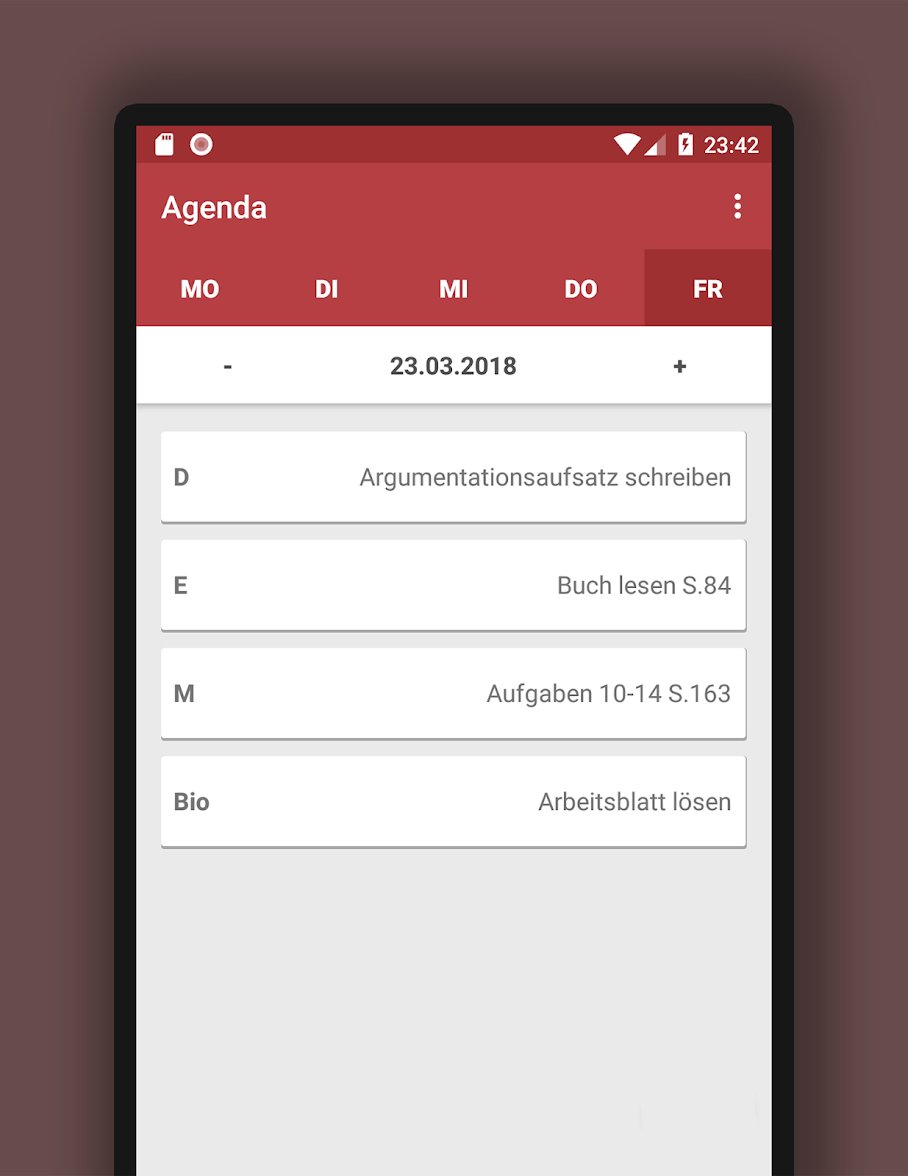 23:42
Agenda
MO DI MI DO FR
- 23.03.2018 +
D Argumentationsaufsatz schreiben
E Buch lesen S.84
M Aufgaben 10-14 S.163
Bio Arbeitsblatt lösen